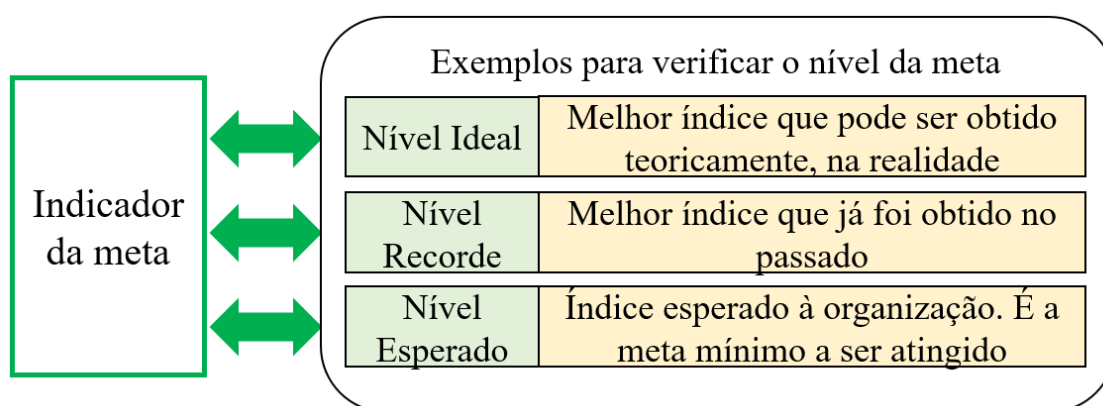 Exemplos para verificar o nível da meta
Indicador
da meta
Nível Ideal
Melhor índice que pode ser obtido
teoricamente, na realidade
Nível
Recorde
Melhor índice que já foi obtido no
passado
Nível
Esperado
Índice esperado à organização. É a
meta mínimo a ser atingido